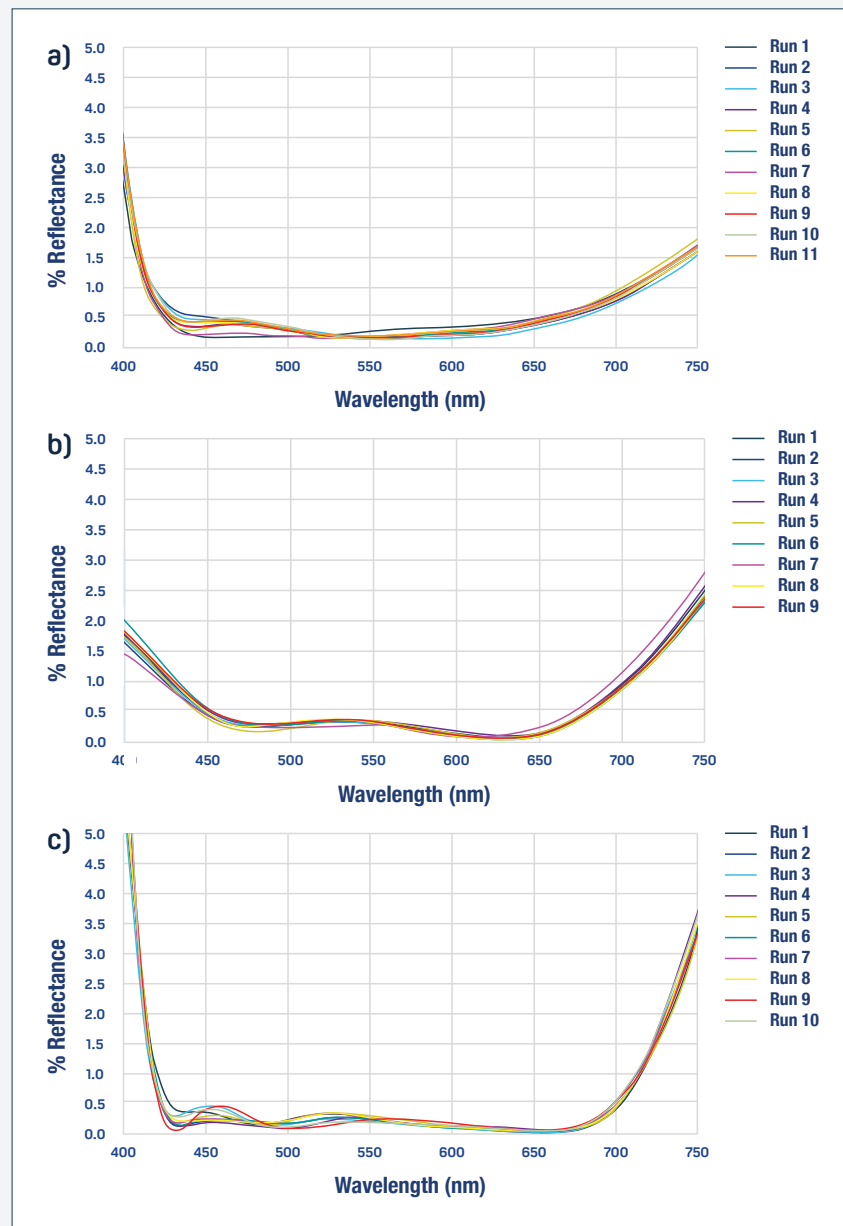 a)
% Reflectance
5.0
4.5
4.0
3.5
3.0
2.5
2.0
1.5
1.0
0.5
0.0
400 450 500 550 600 650 700 750
Wavelength (nm)
Run 1
Run 2
Run 3
Run 4
Run 5
Run 6
Run 7
Run 8
Run 9
Run 10
Run 11
b)
% Reflectance
5.0
4.5
4.0
3.5
3.0
2.5
2.0
1.5
1.0
0.5
0.0
450 500 550 600 650 700 750
Wavelength (nm)
Run 1
Run 2
Run 3
Run 4
Run 5
Run 6
Run 7
Run 8
Run 9
c)
% Reflectance
5.0
4.5
4.0
3.5
3.0
2.5
2.0
1.5
1.0
0.5
0.0
400 450 500 550 600 650 700 750
Wavelength (nm)
Run 1
Run 2
Run 3
Run 4
Run 5
Run 6
Run 7
Run 8
Run 9
Run 10